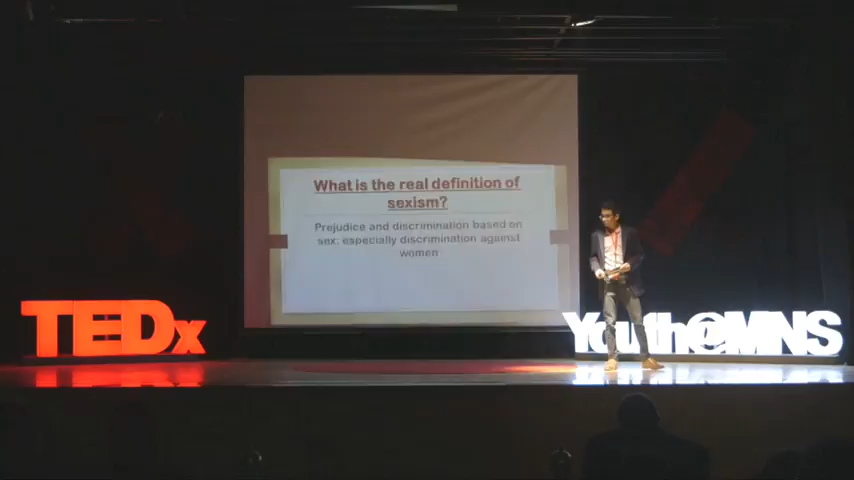 What is the real definition of
sexism?
Prejudice and discrimination based on
sex; especially discrimination against
women
TEDx
Youth@MNS